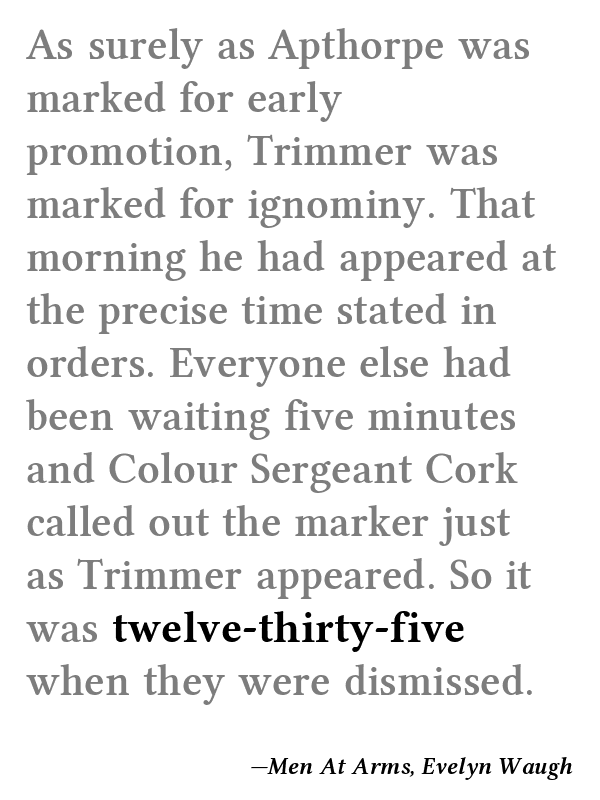 As surely as Apthorpe was
marked for early
promotion, Trimmer was
marked for ignominy. That
morning he had appeared at
the precise time stated in
orders. Everyone else had
been waiting five minutes
and Colour Sergeant Cork
called out the marker just
as Trimmer appeared. So it
was twelve-thirty-five
when they were dismissed.
—Men At Arms, Evelyn Waugh